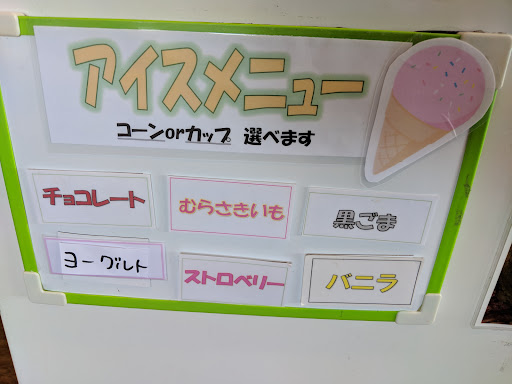 アイスメニュー
コーンorカップ 選べます
チョコレート
むらさきいも
黒ごま
ヨーグルト
ストロベリー
バニラ